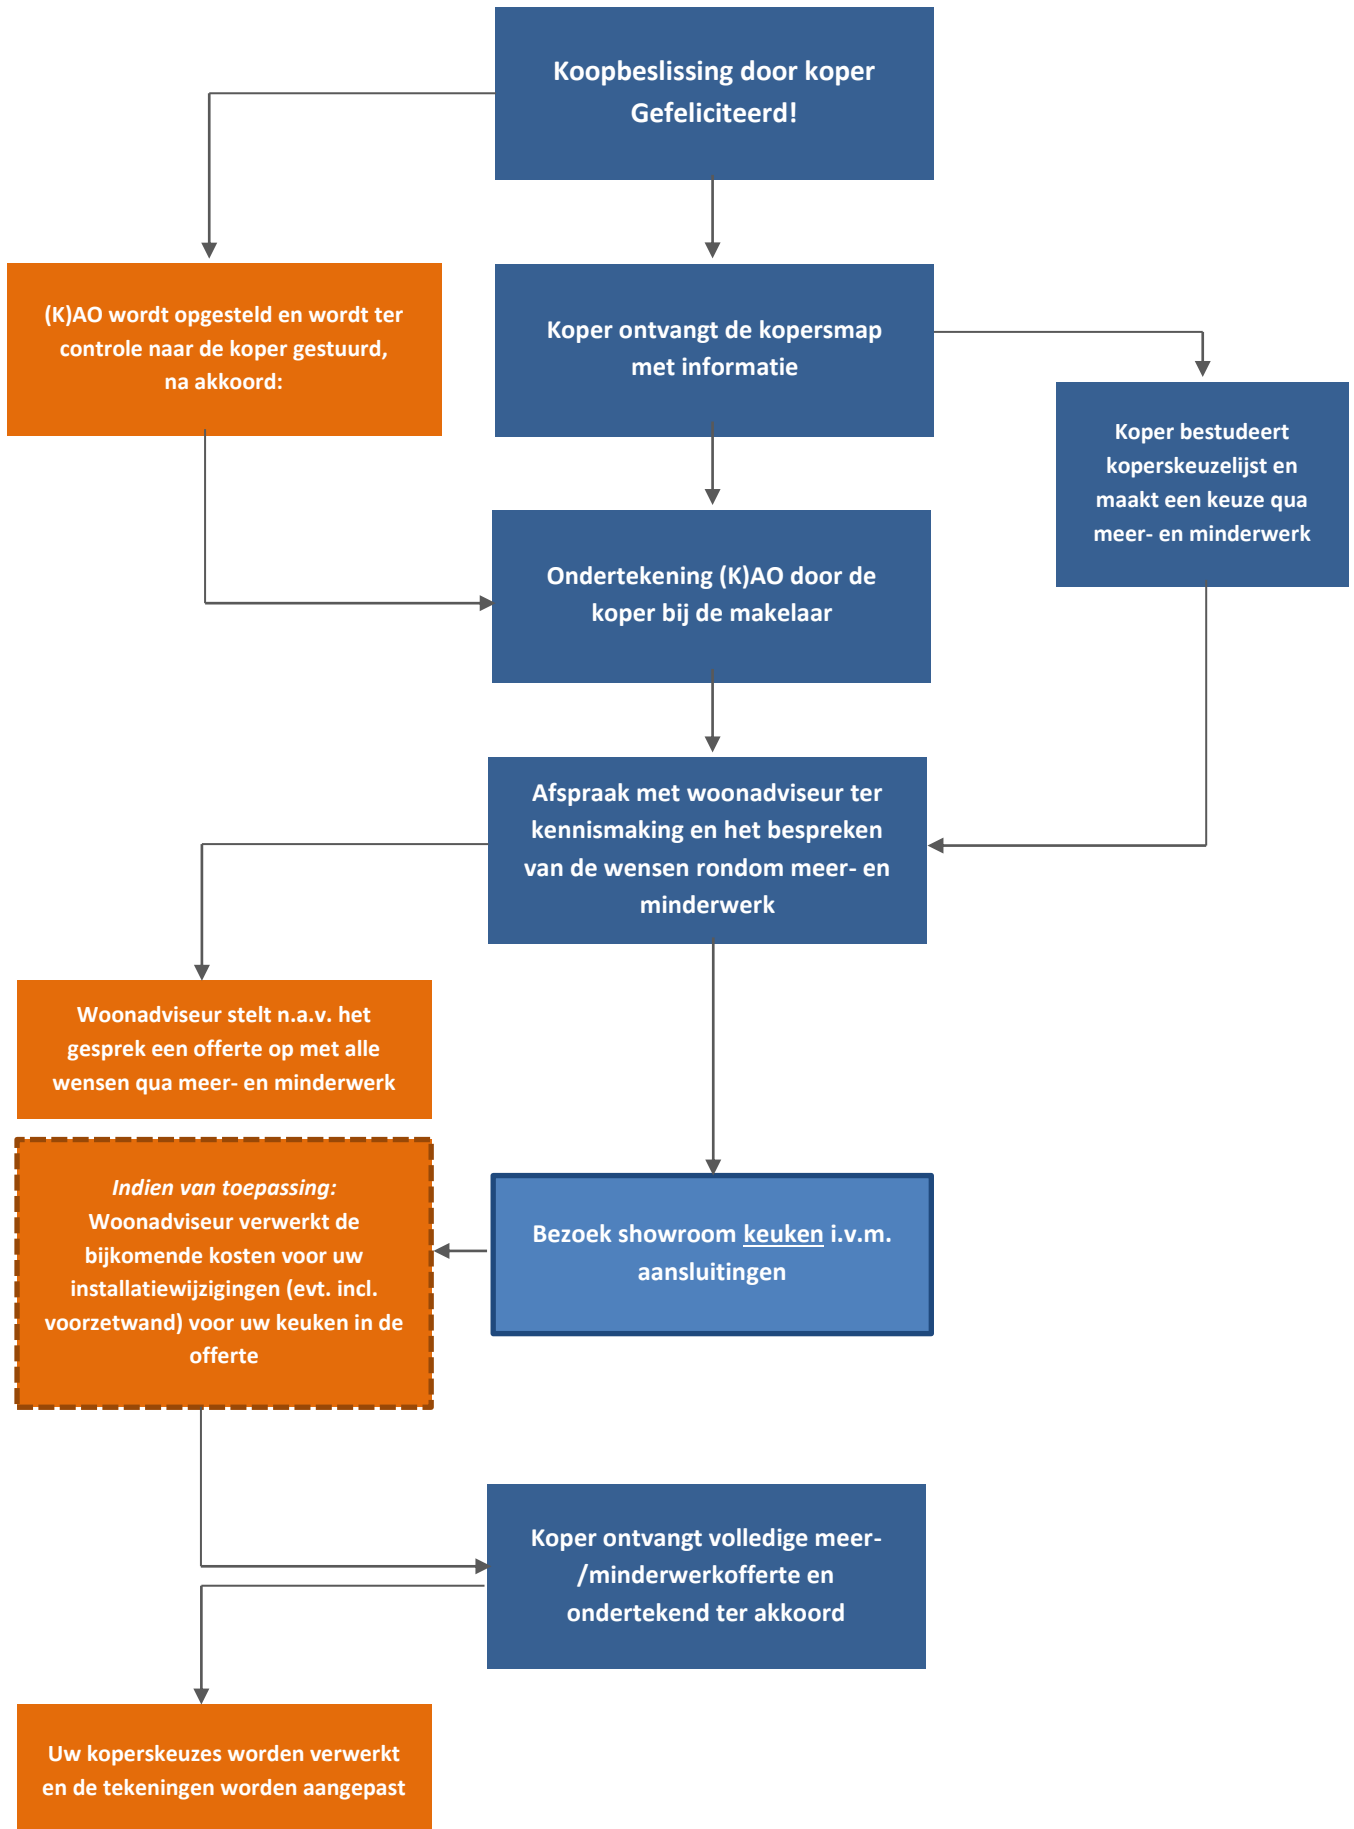 Koopbeslissing door koper
Gefeliciteerd!
(K)AO wordt opgesteld en wordt ter
controle naar de koper gestuurd,
na akkoord:
Koper ontvangt de kopersmap
met informatie
Koper bestudeert
koperskeuzelijst en
maakt een keuze qua
meer- en minderwerk
Ondertekening (K)AO door de
koper bij de makelaar
Afspraak met woonadviseur ter
kennismaking en het bespreken
van de wensen rondom meer- en
minderwerk
Woonadviseur stelt n.a.v. het
gesprek een offerte op met alle
wensen qua meer- en minderwerk
Indien van toepassing:
Woonadviseur verwerkt de
bijkomende kosten voor uw
installatiewijzigingen (evt. incl.
voorzetwand) voor uw keuken in de
offerte
Bezoek showroom keuken i.v.m.
aansluitingen
Koper ontvangt volledige meer-
/minderwerkofferte en
ondertekend ter akkoord
Uw koperskeuzes worden verwerkt
en de tekeningen worden aangepast